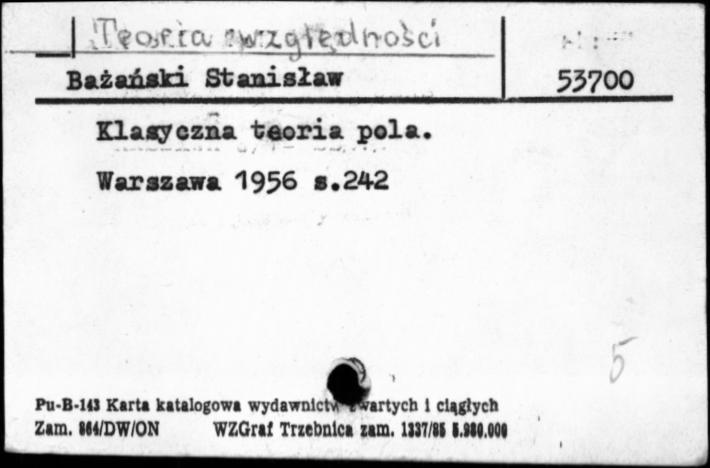 Teoria względności
Bażański Stanisław 53700
Klasyczna teoria pola.
Warszawa 1956 s.242
5
Pu-B-143 Karta katalogowa wydawnictw zwartych i ciągłych
Zam. 864/DW/ON WZGraf Trzebnica zam. 1337/85 5.980.000